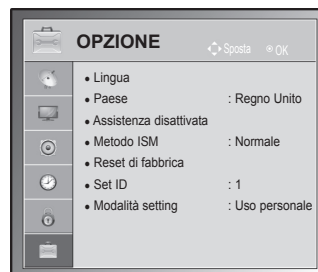 OPZIONE Sposta OK
• Lingua
• Paese : Regno Unito
• Assistenza disattivata
• Metodo ISM : Normale
• Reset di fabbrica
• Set ID : 1
• Modalità setting : Uso personale